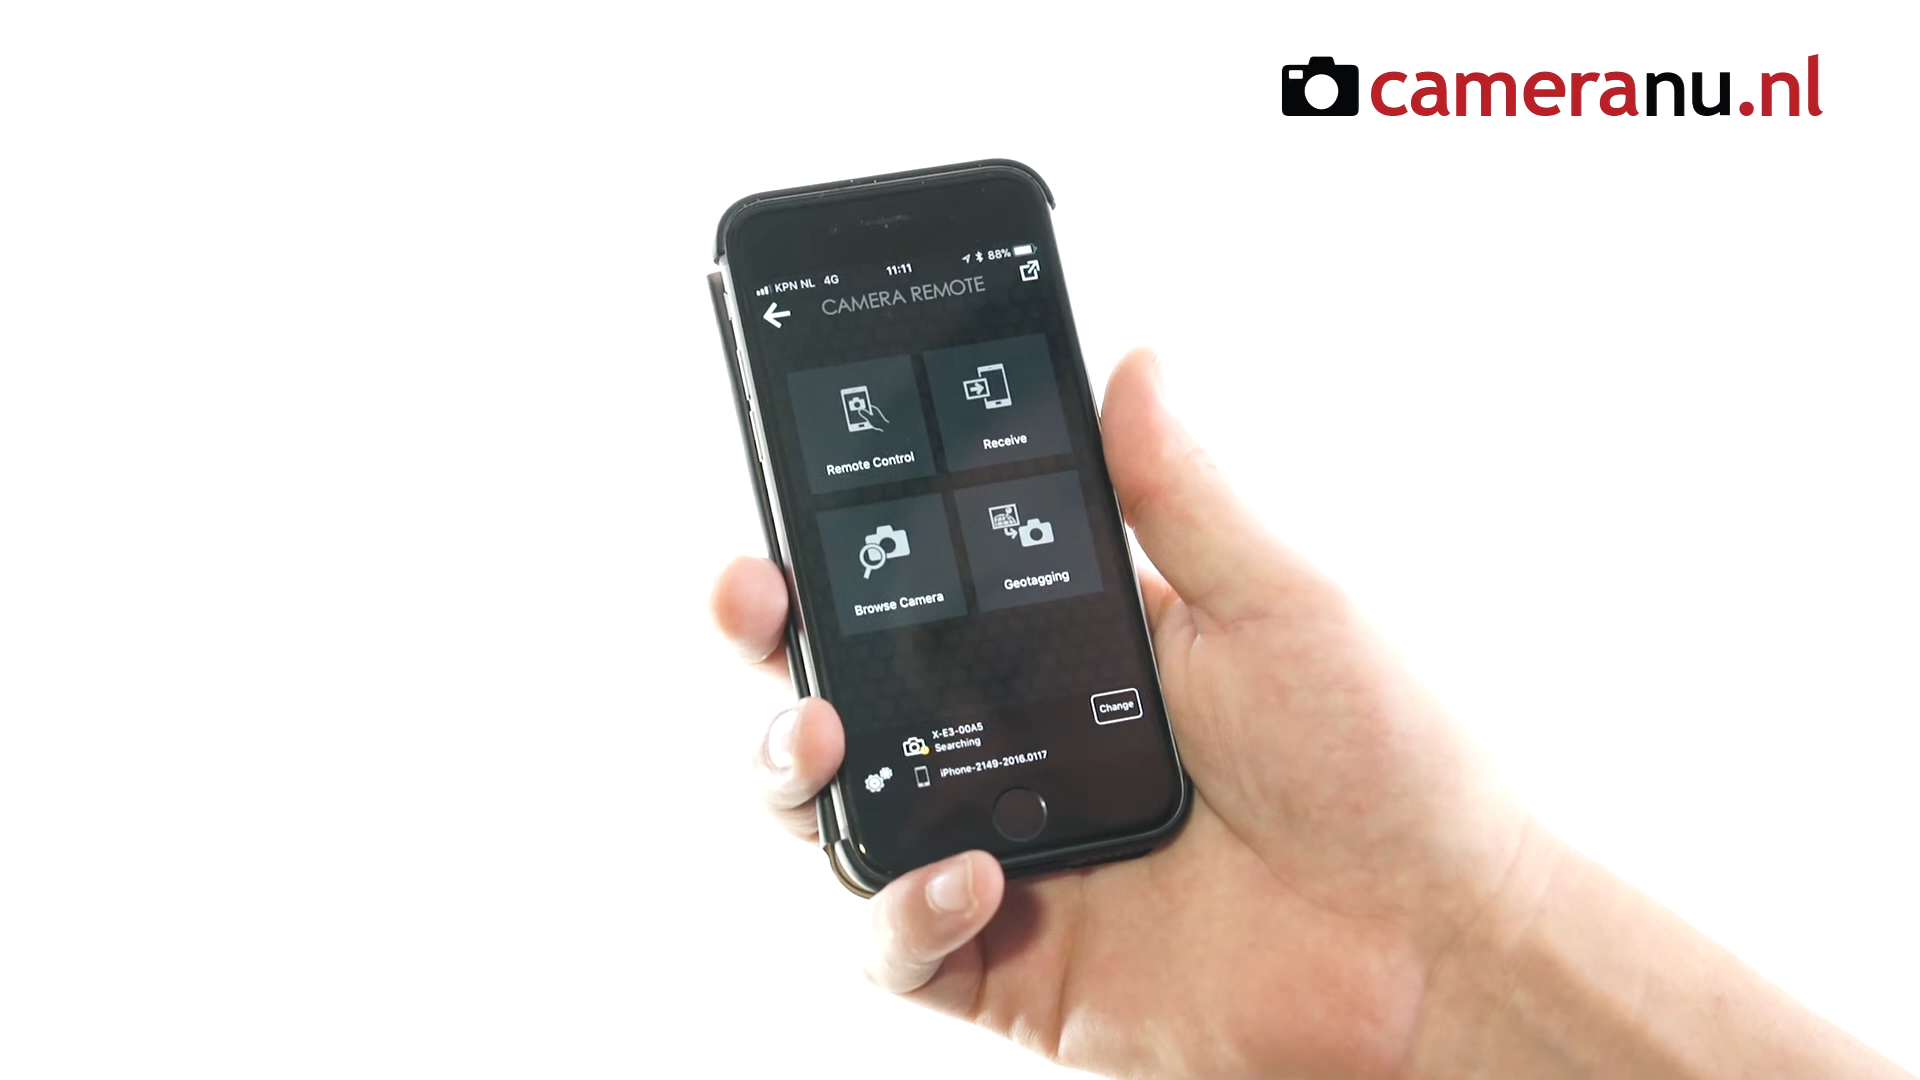 cameranu.nl
KPN NL 4G 11:11 88%
CAMERA REMOTE
Remote Control
Receive
Browse Camera
Geotagging
Change
X-E3-00A5
Searching
iPhone-2149-2016.0117